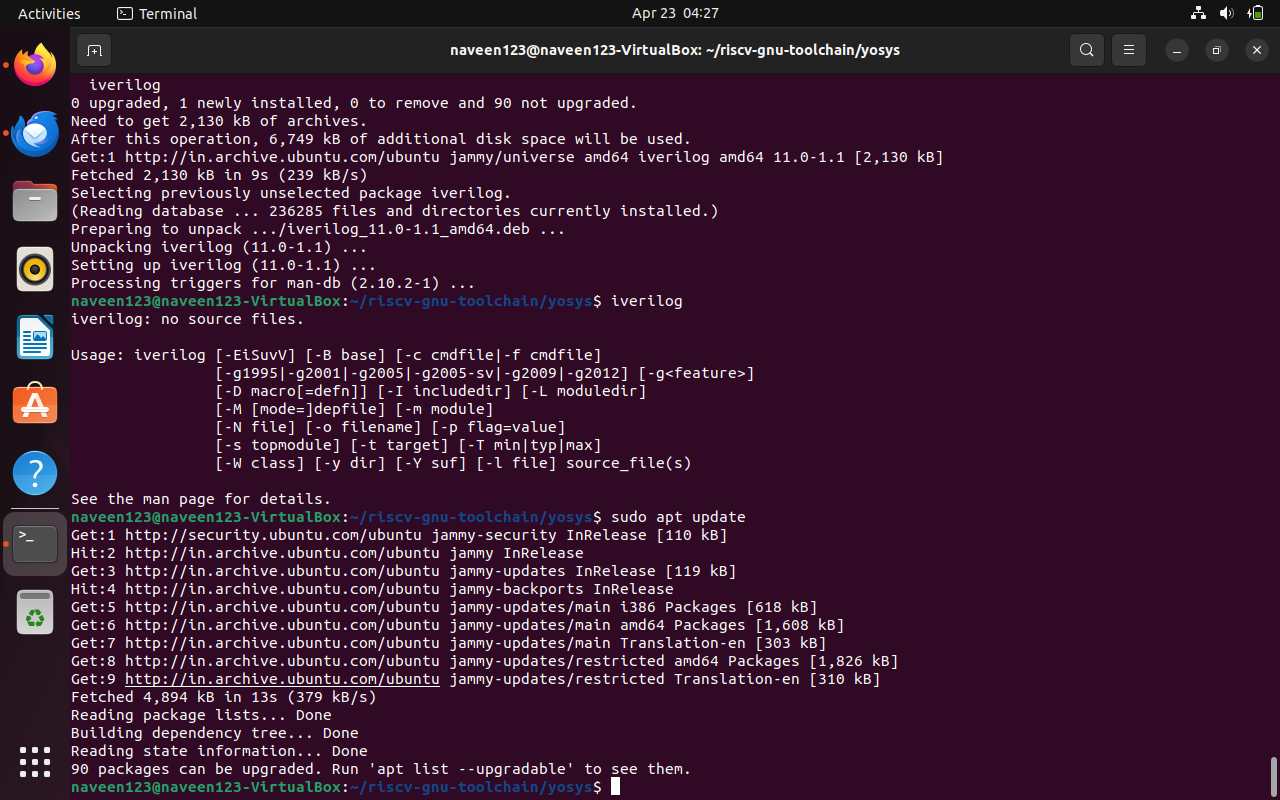 Activities Terminal Apr 23 04:27
naveen123@naveen123-VirtualBox: ~/riscv-gnu-toolchain/yosys
iverilog
0 upgraded, 1 newly installed, 0 to remove and 90 not upgraded.
Need to get 2,130 kB of archives.
After this operation, 6,749 kB of additional disk space will be used.
Get:1 http://in.archive.ubuntu.com/ubuntu jammy/universe amd64 iverilog amd64 11.0-1.1 [2,130 kB]
Fetched 2,130 kB in 9s (239 kB/s)
Selecting previously unselected package iverilog.
(Reading database ... 236285 files and directories currently installed.)
Preparing to unpack .../iverilog_11.0-1.1_amd64.deb ...
Unpacking iverilog (11.0-1.1) ...
Setting up iverilog (11.0-1.1) ...
Processing triggers for man-db (2.10.2-1) ...
naveen123@naveen123-VirtualBox:~/riscv-gnu-toolchain/yosys$ iverilog
iverilog: no source files.

Usage: iverilog [-EiSuvV] [-B base] [-c cmdfile|-f cmdfile]
                [-g1995|-g2001|-g2005|-g2005-sv|-g2009|-g2012] [-g<feature>]
                [-D macro[=defn]] [-I includedir] [-L moduledir]
                [-M [mode=]depfile] [-m module]
                [-N file] [-o filename] [-p flag=value]
                [-s topmodule] [-t target] [-T min|typ|max]
                [-W class] [-y dir] [-Y suf] [-l file] source_file(s)

See the man page for details.
naveen123@naveen123-VirtualBox:~/riscv-gnu-toolchain/yosys$ sudo apt update
Get:1 http://security.ubuntu.com/ubuntu jammy-security InRelease [110 kB]
Hit:2 http://in.archive.ubuntu.com/ubuntu jammy InRelease
Get:3 http://in.archive.ubuntu.com/ubuntu jammy-updates InRelease [119 kB]
Hit:4 http://in.archive.ubuntu.com/ubuntu jammy-backports InRelease
Get:5 http://in.archive.ubuntu.com/ubuntu jammy-updates/main i386 Packages [618 kB]
Get:6 http://in.archive.ubuntu.com/ubuntu jammy-updates/main amd64 Packages [1,608 kB]
Get:7 http://in.archive.ubuntu.com/ubuntu jammy-updates/main Translation-en [303 kB]
Get:8 http://in.archive.ubuntu.com/ubuntu jammy-updates/restricted amd64 Packages [1,826 kB]
Get:9 http://in.archive.ubuntu.com/ubuntu jammy-updates/restricted Translation-en [310 kB]
Fetched 4,894 kB in 13s (379 kB/s)
Reading package lists... Done
Building dependency tree... Done
Reading state information... Done
90 packages can be upgraded. Run 'apt list --upgradable' to see them.
naveen123@naveen123-VirtualBox:~/riscv-gnu-toolchain/yosys$